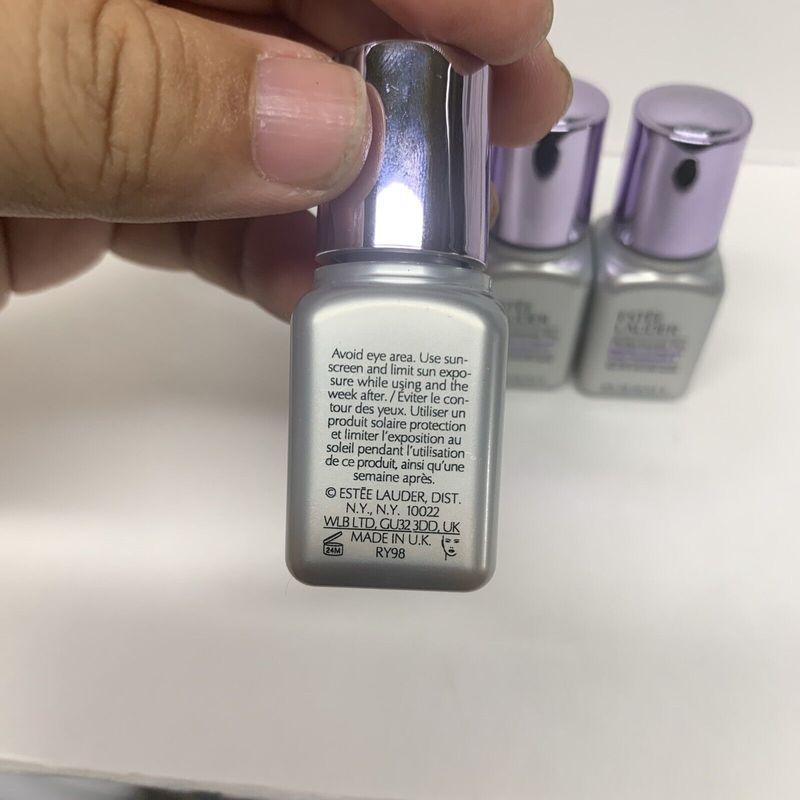 Avoid eye area. Use sun-
screen and limit sun expo-
sure while using and the
week after. / Éviter le con-
tour des yeux. Utiliser un
produit solaire protection
et limiter l'exposition au
soleil pendant l'utilisation
de ce produit, ainsi qu'une
semaine après.
© ESTĒE LAUDER, DIST.
N.Y., N.Y. 10022
WLB LTD, GU32 3DD, UK
24M MADE IN U.K.
RY98
ESTĒE
LAUDER
ESTĒE
LAUDER